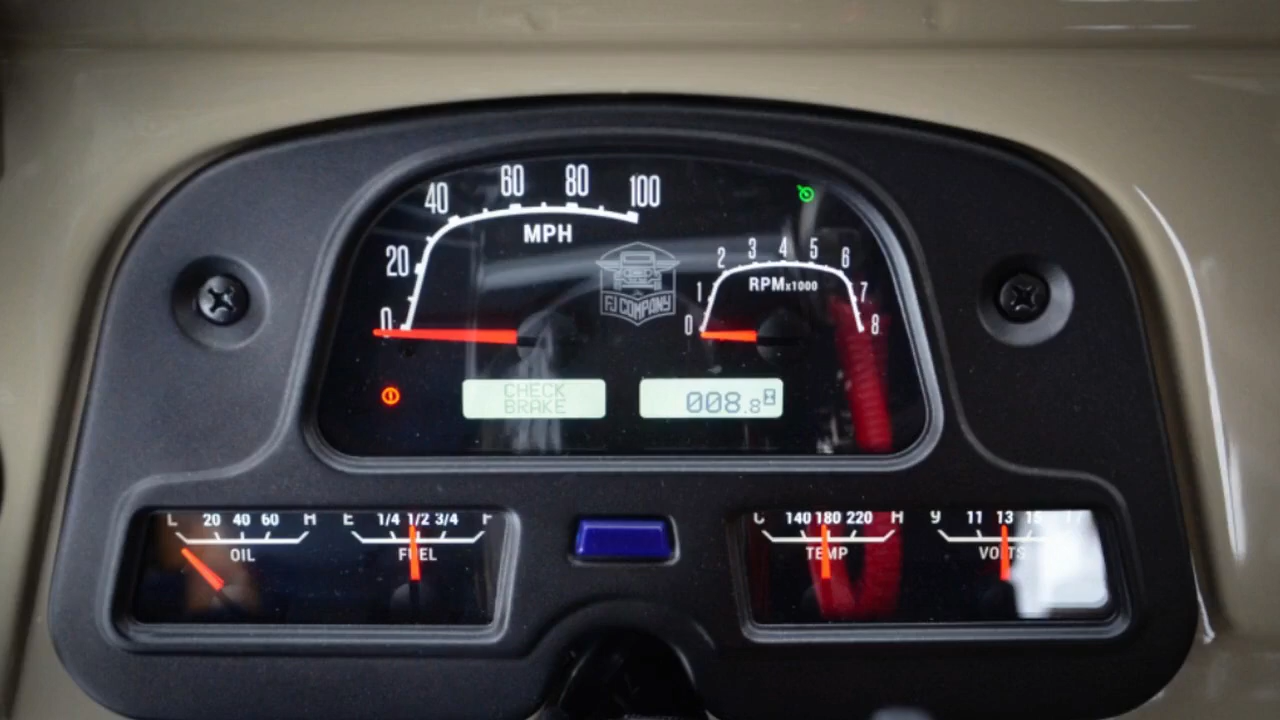 0 20 40 60 80 100
MPH
0 1 2 3 4 5 6 7 8
RPMx1000
FJ COMPANY
CHECK
BRAKE
008.8
L 20 40 60 H
OIL
E 1/4 1/2 3/4 F
FUEL
C 140 180 220 H
TEMP
9 11 13 15 17
VOLTS